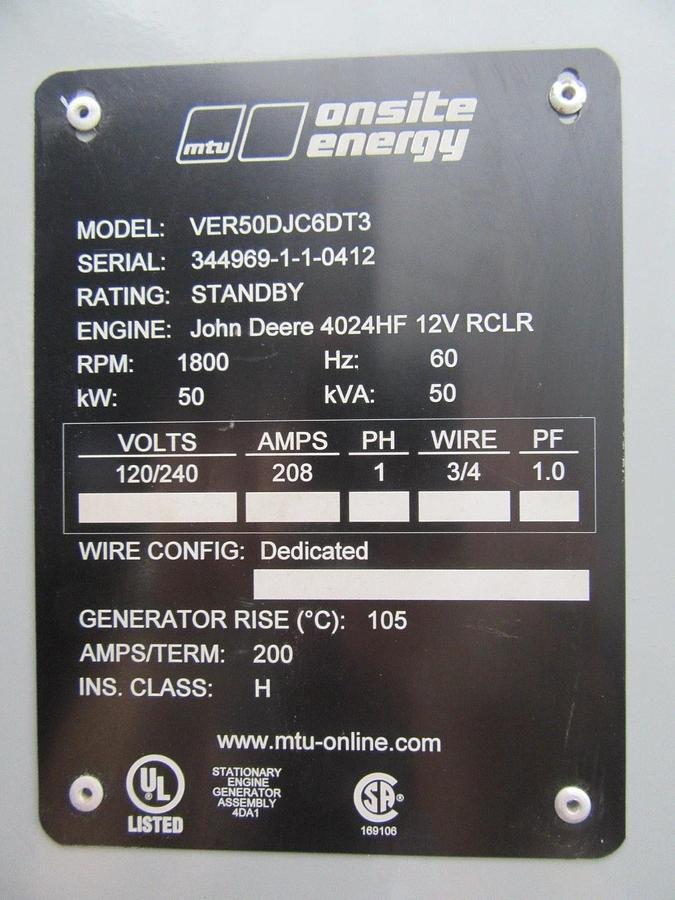 mtu onsite
energy
MODEL: VER50DJC6DT3
SERIAL: 344969-1-1-0412
RATING: STANDBY
ENGINE: John Deere 4024HF 12V RCLR
RPM: 1800 Hz: 60
kW: 50 kVA: 50
VOLTS AMPS PH WIRE PF
120/240 208 1 3/4 1.0
WIRE CONFIG: Dedicated
GENERATOR RISE (°C): 105
AMPS/TERM: 200
INS. CLASS: H
www.mtu-online.com
UL
LISTED
STATIONARY
ENGINE
GENERATOR
ASSEMBLY
4DA1
SA®
169106